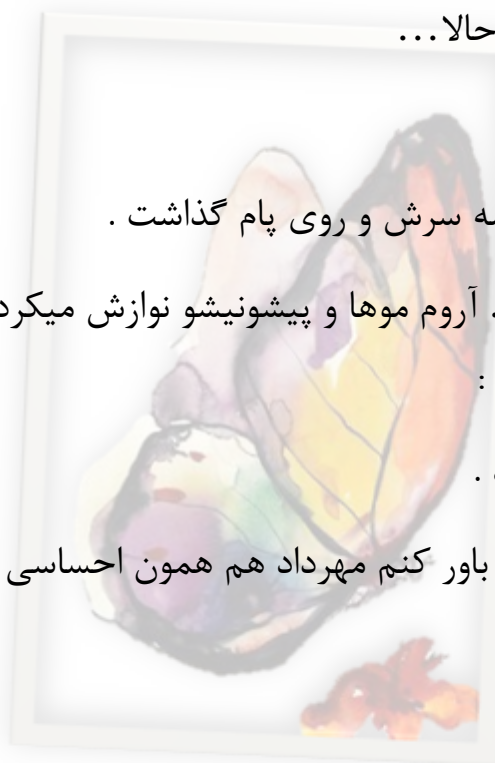 حالا...
سرش و روی پام گذاشت .
. آروم موها و پیشونیشو نوازش میکرد
:
.
باور کنم مهرداد هم همون احساسی